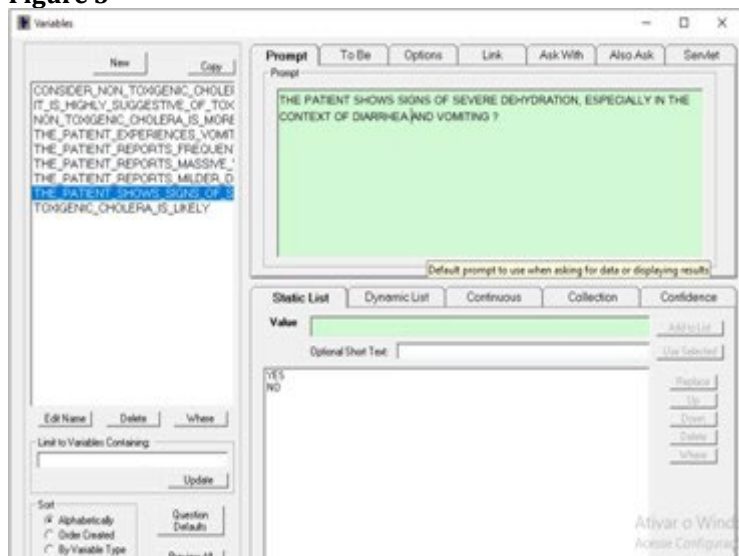 Figure 3
Variables
New
Copy
CONSIDER_NON_TOXIGENIC_CHOLE
IT_IS_HIGHLY_SUGGESTIVE_OF_TOX
NON_TOXIGENIC_CHOLERA_IS_MORE
THE_PATIENT_EXPERIENCES_VOMIT
THE_PATIENT_REPORTS_FREQUEN
THE_PATIENT_REPORTS_MASSIVE_
THE_PATIENT_REPORTS_MILDER_D
THE_PATIENT_SHOWS_SIGNS_OF_S
TOXIGENIC_CHOLERA_IS_LIKELY
Edit Name
Delete
Where
Limit to Variables Containing:
Update
Sort
Alphabetically
Order Created
By Variable Type
Question
Defaults
Prompt
To Be
Options
Link
Ask With
Also Ask
Servlet
Prompt
THE PATIENT SHOWS SIGNS OF SEVERE DEHYDRATION, ESPECIALLY IN THE
CONTEXT OF DIARRHEA AND VOMITING ?
Default prompt to use when asking for data or displaying results
Static List
Dynamic List
Continuous
Collection
Confidence
Value
Add to List
Optional Short Text:
Use Selected
YES
NO
Replace
Up
Down
Delete
Where
Ativar o Wind
Acesse Configurac